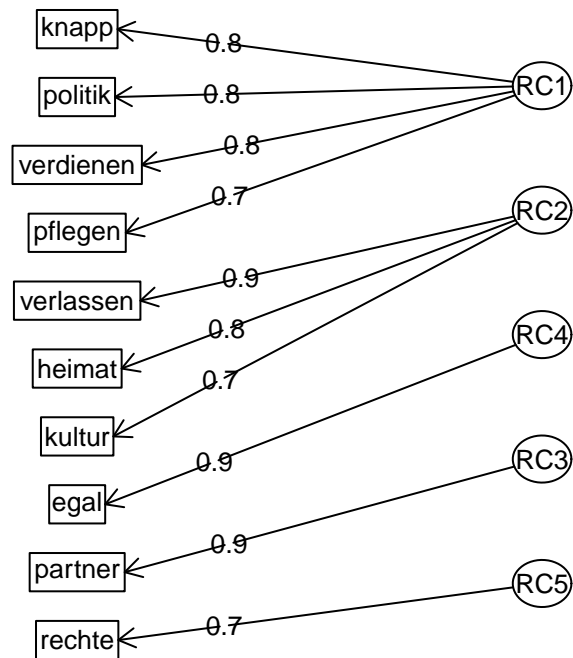 knapp
0.8
RC1
politik
0.8
verdienen
0.8
pflegen
0.7
RC2
verlassen
0.9
heimat
0.8
RC4
kultur
0.7
egal
0.9
RC3
partner
0.9
RC5
rechte
0.7